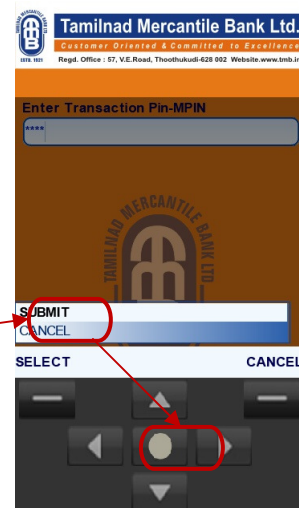 Tamilnad Mercantile Bank Ltd.
Customer Oriented & Committed to Excellence
ESTD. 1921
Regd. Office : 57, V.E.Road, Thoothukudi-628 002 Website.www.tmb.in
Enter Transaction Pin-MPIN
****
TAMILNAD MERCANTILE BANK LTD
SUBMIT
CANCEL
SELECT
CANCEL